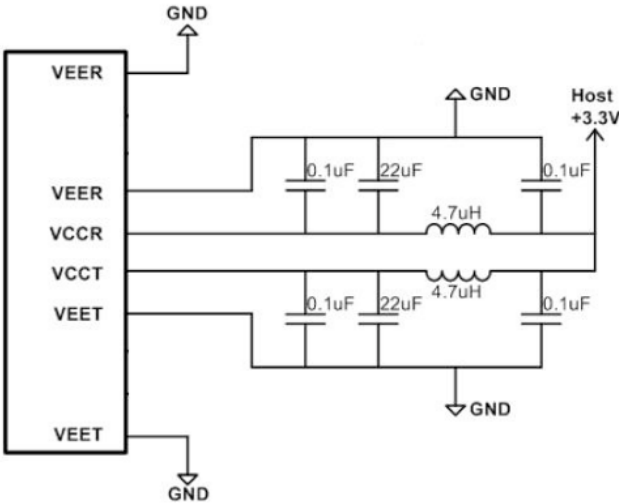 GND
VEER
GND
Host
+3.3V
0.1uF
22uF
0.1uF
VEER
4.7uH
VCCR
VCCT
4.7uH
VEET
0.1uF
22uF
0.1uF
GND
VEET
GND